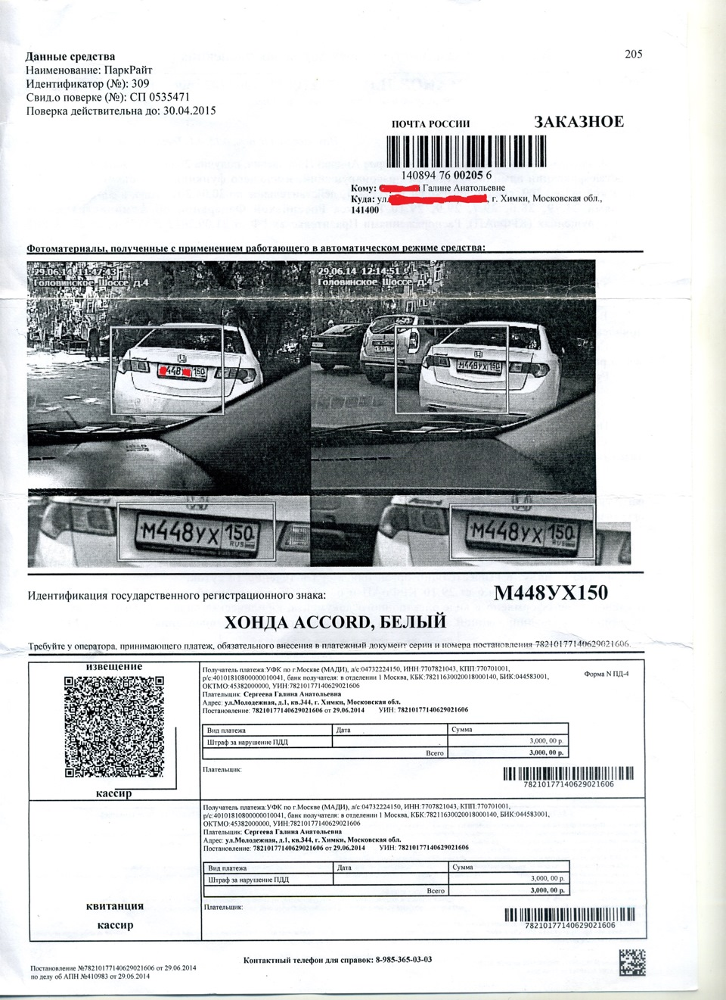 205
Данные средства
Наименование: ПаркРайт
Идентификатор (№): 309
Свид.о поверке (№): СП 0535471
Поверка действительна до: 30.04.2015
ПОЧТА РОССИИ ЗАКАЗНОЕ
140894 76 00205 6
Кому: Галине Анатольевне
Куда: ул. , г. Химки, Московская обл.,
141400
Фотоматериалы, полученные с применением работающего в автоматическом режиме средства:
29.06.14 11:47:43
Головинское Шоссе д.4
29.06.14 12:14:51
Головинское Шоссе д.4
448 150
М448УХ 150
М448УХ 150
RUS
Accord
М448УХ 150
Идентификация государственного регистрационного знака: М448УХ150
ХОНДА ACCORD, БЕЛЫЙ
Требуйте у оператора, принимающего платеж, обязательного внесения в платежный документ серии и номера постановления 78210177140629021606.
извещение
кассир
Получатель платежа:УФК по г.Москве (МАДИ), л/с:04732224150, ИНН:7707821043, КПП:770701001,
р/с:40101810800000010041, банк получателя: в отделении 1 Москва, КБК:78211630020018000140, БИК:044583001,
ОКТМО:45382000000, УИН:78210177140629021606
Форма N ПД-4
Плательщик: Сергеева Галина Анатольевна
Адрес: ул.Молодежная, д.1, кв.344, г. Химки, Московская обл.
Постановление: 78210177140629021606 от 29.06.2014 УИН: 78210177140629021606
Вид платежа Дата Сумма
Штраф за нарушение ПДД 3,000, 00 р.
Всего 3,000, 00 р.
Плательщик:
78210177140629021606
Получатель платежа:УФК по г.Москве (МАДИ), л/с:04732224150, ИНН:7707821043, КПП:770701001,
р/с:40101810800000010041, банк получателя: в отделении 1 Москва, КБК:78211630020018000140, БИК:044583001,
ОКТМО:45382000000, УИН:78210177140629021606
Плательщик: Сергеева Галина Анатольевна
Адрес: ул.Молодежная, д.1, кв.344, г. Химки, Московская обл.
Постановление: 78210177140629021606 от 29.06.2014 УИН: 78210177140629021606
Вид платежа Дата Сумма
Штраф за нарушение ПДД 3,000, 00 р.
Всего 3,000, 00 р.
Плательщик:
78210177140629021606
квитанция
кассир
Контактный телефон для справок: 8-985-365-03-03
Постановление №78210177140629021606 от 29.06.2014
по делу об АПН №410983 от 29.06.2014